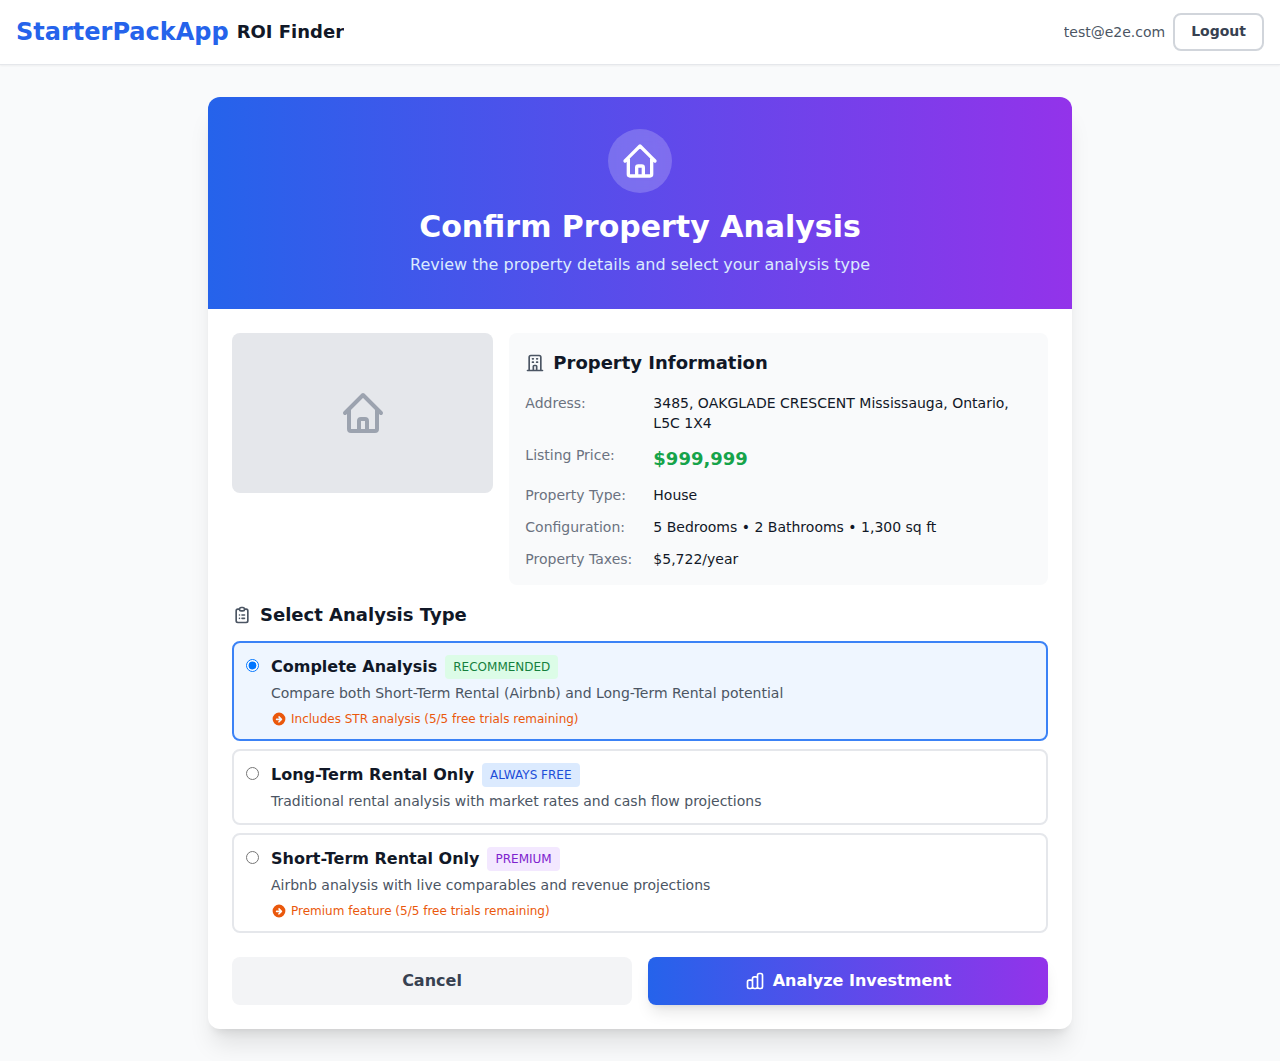 StarterPackApp ROI Finder
test@e2e.com
Logout
Confirm Property Analysis
Review the property details and select your analysis type
Property Information
Address: 3485, OAKGLADE CRESCENT Mississauga, Ontario,
L5C 1X4
Listing Price: $999,999
Property Type: House
Configuration: 5 Bedrooms • 2 Bathrooms • 1,300 sq ft
Property Taxes: $5,722/year
Select Analysis Type
Complete Analysis RECOMMENDED
Compare both Short-Term Rental (Airbnb) and Long-Term Rental potential
Includes STR analysis (5/5 free trials remaining)
Long-Term Rental Only ALWAYS FREE
Traditional rental analysis with market rates and cash flow projections
Short-Term Rental Only PREMIUM
Airbnb analysis with live comparables and revenue projections
Premium feature (5/5 free trials remaining)
Cancel
Analyze Investment